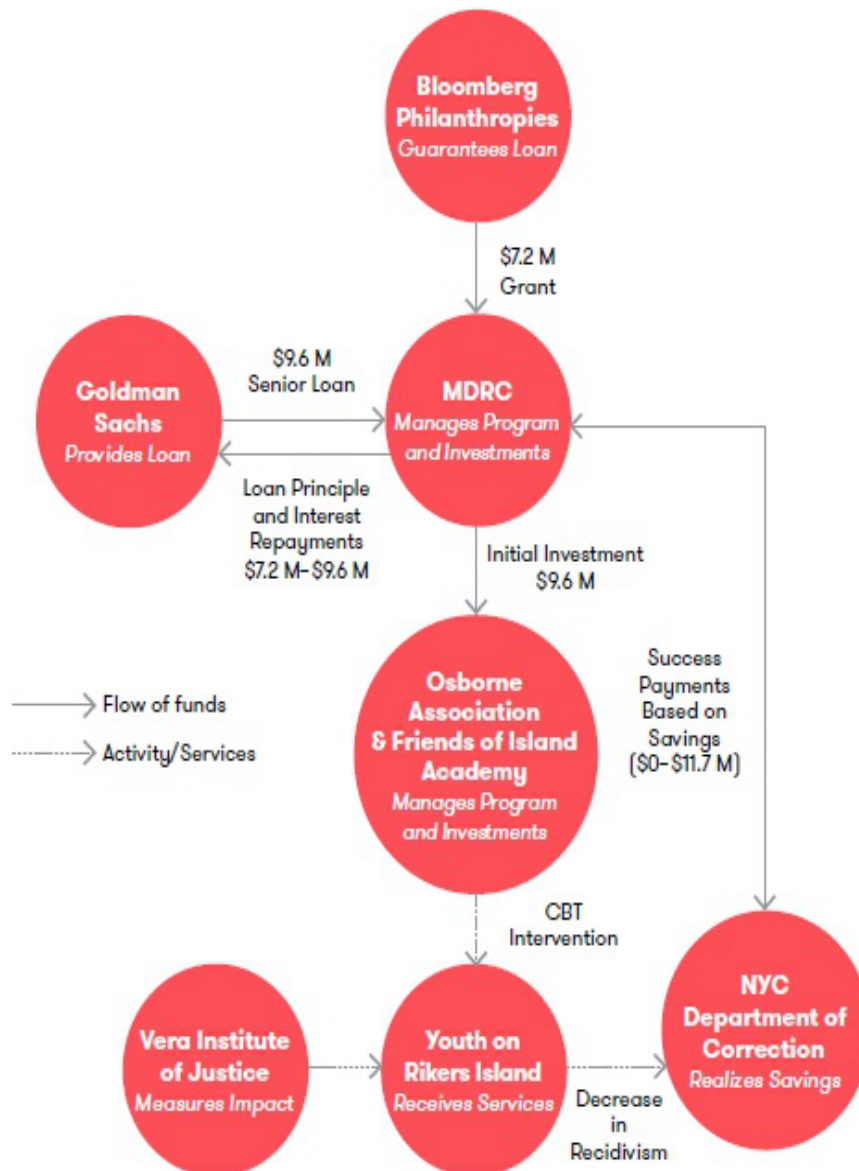 Bloomberg
Philanthropies
Guarantees Loan
$7.2 M
Grant
$9.6 M
Senior Loan
Goldman
Sachs
Provides Loan
MDRC
Manages Program
and Investments
Loan Principle
and Interest
Repayments
$7.2 M–$9.6 M
Initial Investment
$9.6 M
Success
Payments
Based on
Savings
($0–$11.7 M)
Flow of funds
Activity/Services
Osborne
Association
& Friends of Island
Academy
Manages Program
and Investments
CBT
Intervention
Vera Institute
of Justice
Measures Impact
Youth on
Rikers Island
Receives Services
Decrease
in
Recidivism
NYC
Department of
Correction
Realizes Savings